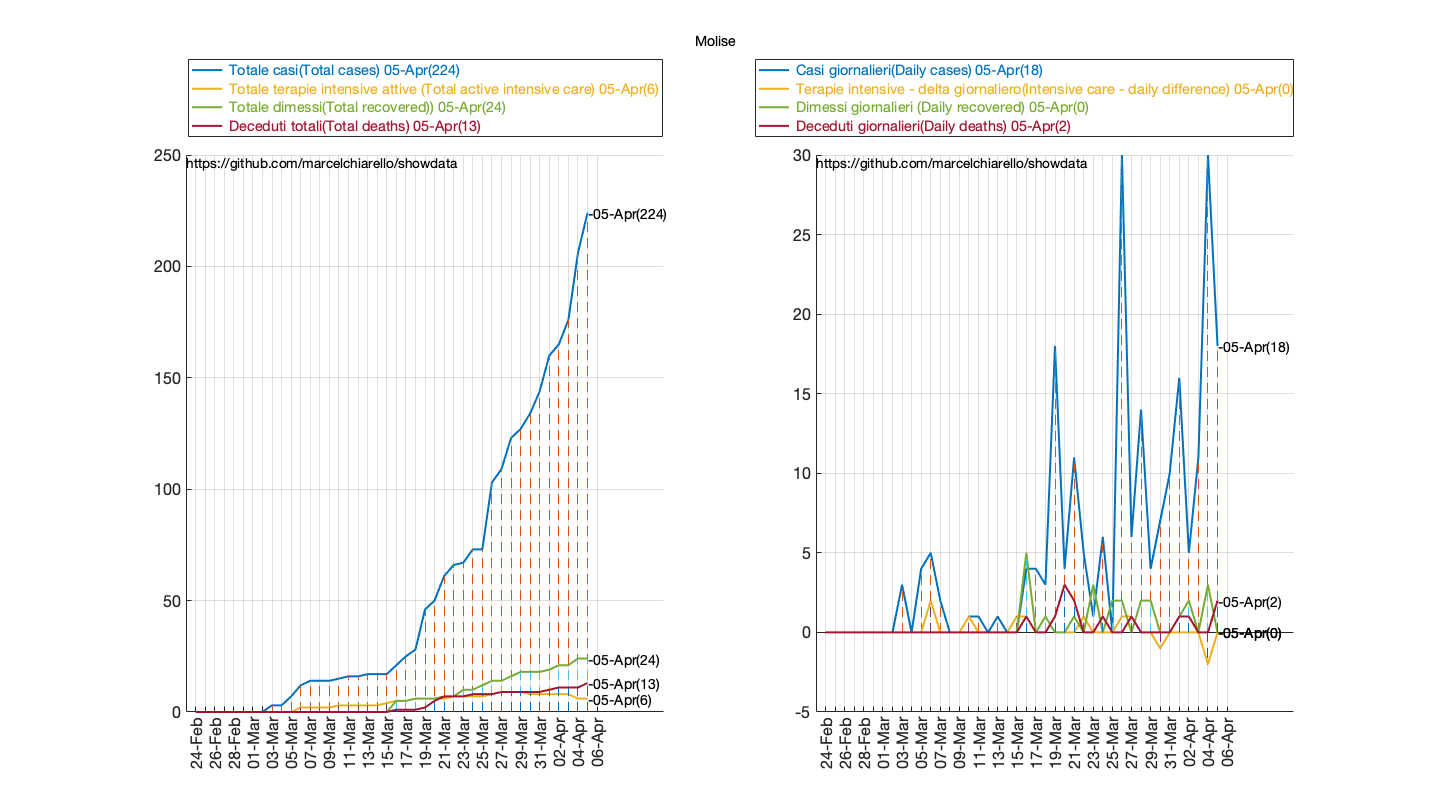 Molise
Totale casi(Total cases) 05-Apr(224)
Totale terapie intensive attive (Total active intensive care) 05-Apr(6)
Totale dimessi(Total recovered)) 05-Apr(24)
Deceduti totali(Total deaths) 05-Apr(13)
250
https://github.com/marcelchiarello/showdata
200
150
100
50
0
-05-Apr(224)
-05-Apr(24)
-05-Apr(13)
-05-Apr(6)
24-Feb
26-Feb
28-Feb
01-Mar
03-Mar
05-Mar
07-Mar
09-Mar
11-Mar
13-Mar
15-Mar
17-Mar
19-Mar
21-Mar
23-Mar
25-Mar
27-Mar
29-Mar
31-Mar
02-Apr
04-Apr
06-Apr
Casi giornalieri(Daily cases) 05-Apr(18)
Terapie intensive - delta giornaliero(Intensive care - daily difference) 05-Apr(0)
Dimessi giornalieri (Daily recovered) 05-Apr(0)
Deceduti giornalieri(Daily deaths) 05-Apr(2)
30
https://github.com/marcelchiarello/showdata
25
20
15
10
5
0
-5
-05-Apr(18)
-05-Apr(2)
-05-Apr(0)
24-Feb
26-Feb
28-Feb
01-Mar
03-Mar
05-Mar
07-Mar
09-Mar
11-Mar
13-Mar
15-Mar
17-Mar
19-Mar
21-Mar
23-Mar
25-Mar
27-Mar
29-Mar
31-Mar
02-Apr
04-Apr
06-Apr